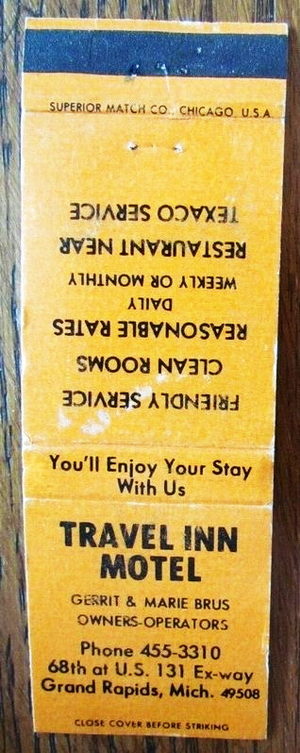 SUPERIOR MATCH CO., CHICAGO, U.S.A.
FRIENDLY SERVICE
CLEAN ROOMS
REASONABLE RATES
DAILY
WEEKLY OR MONTHLY
RESTAURANT NEAR
TEXACO SERVICE
You'll Enjoy Your Stay
With Us
TRAVEL INN
MOTEL
GERRIT & MARIE BRUS
OWNERS-OPERATORS
Phone 455-3310
68th at U.S. 131 Ex-way
Grand Rapids, Mich. 49508
CLOSE COVER BEFORE STRIKING